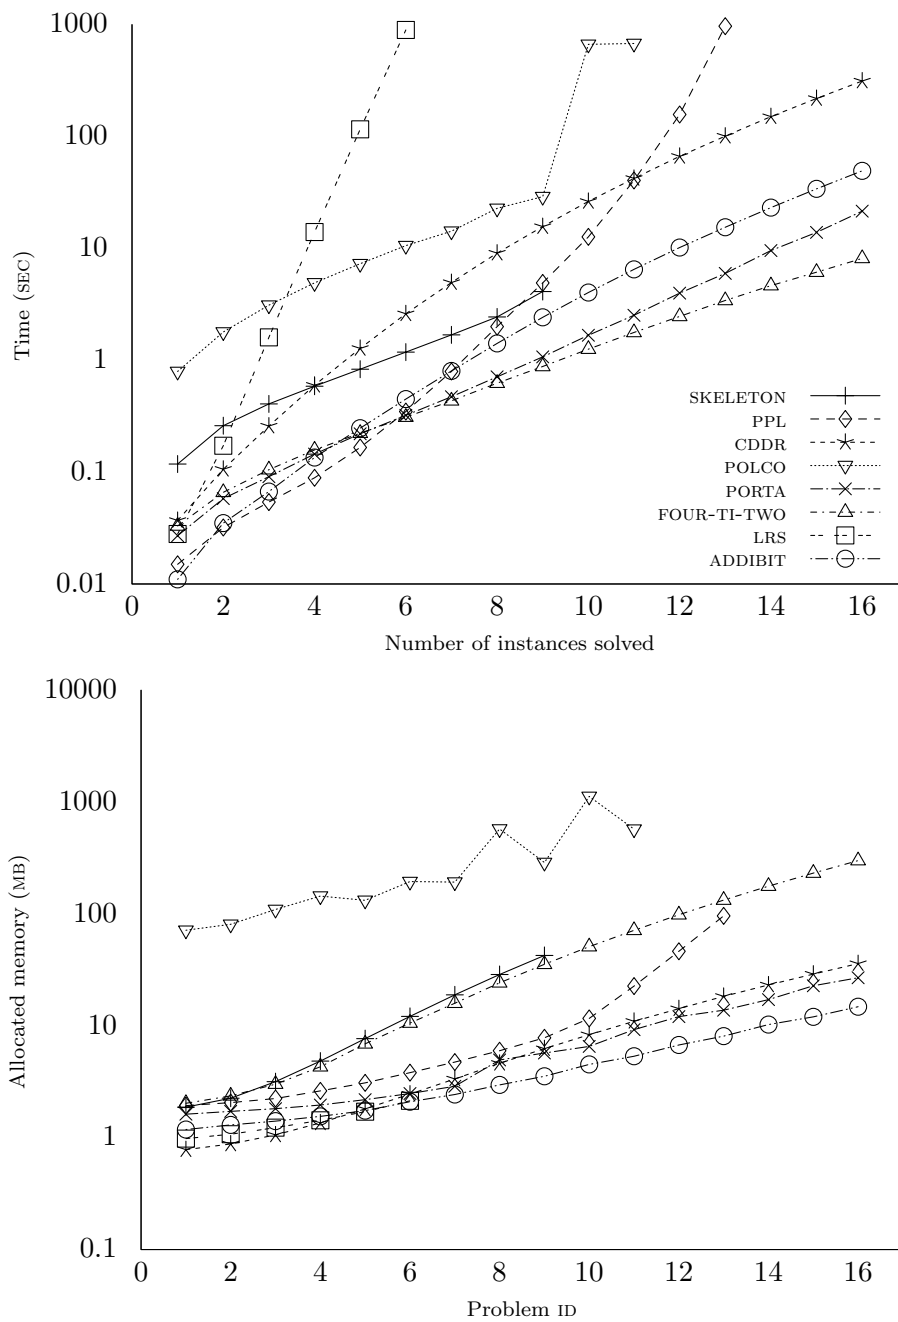 1000
100
10
1
0.1
0.01
Time (SEC)
SKELETON
PPL
CDDR
POLCO
PORTA
FOUR-TI-TWO
LRS
ADDIBIT
0 2 4 6 8 10 12 14 16
Number of instances solved
10000
1000
100
10
1
0.1
Allocated memory (MB)
0 2 4 6 8 10 12 14 16
Problem ID